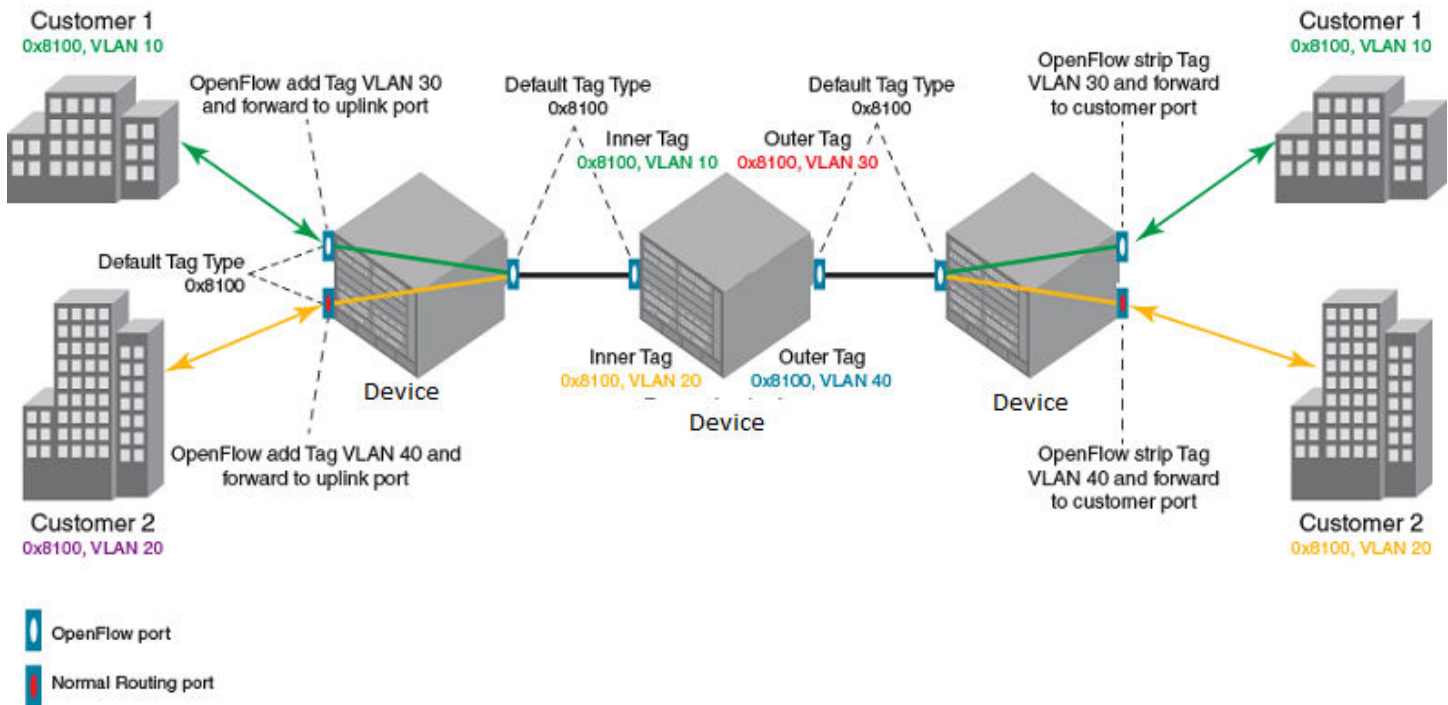 Customer 1
0x8100, VLAN 10
OpenFlow add Tag VLAN 30
and forward to uplink port
Default Tag Type
0x8100
Inner Tag
0x8100, VLAN 10
Default Tag Type
0x8100
Outer Tag
0x8100, VLAN 30
OpenFlow strip Tag
VLAN 30 and forward
to customer port
Customer 1
0x8100, VLAN 10
Default Tag Type
0x8100
Device
Inner Tag
0x8100, VLAN 20
Outer Tag
0x8100, VLAN 40
Device
Device
OpenFlow add Tag VLAN 40 and
forward to uplink port
OpenFlow strip Tag
VLAN 40 and forward
to customer port
Customer 2
0x8100, VLAN 20
Customer 2
0x8100, VLAN 20
OpenFlow port
Normal Routing port